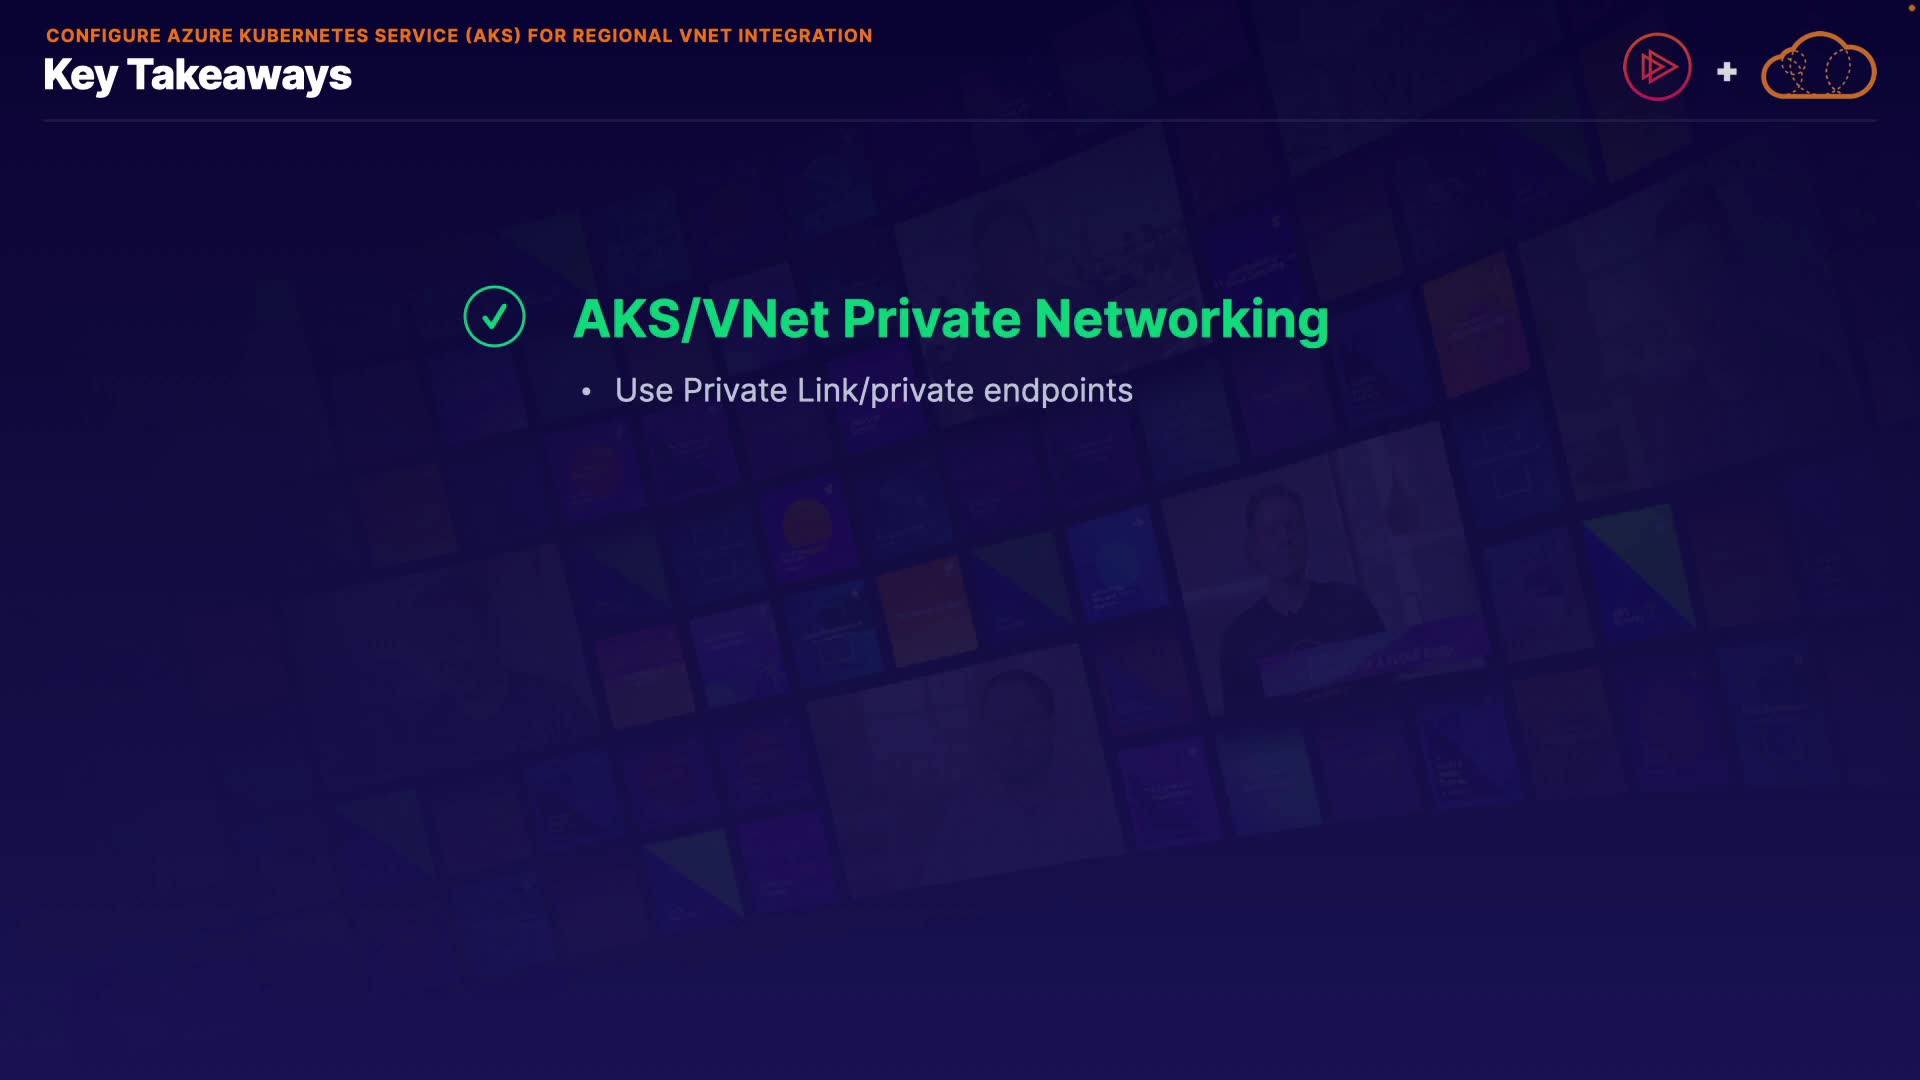 CONFIGURE AZURE KUBERNETES SERVICE (AKS) FOR REGIONAL VNET INTEGRATION
Key Takeaways
AKS/VNet Private Networking
• Use Private Link/private endpoints